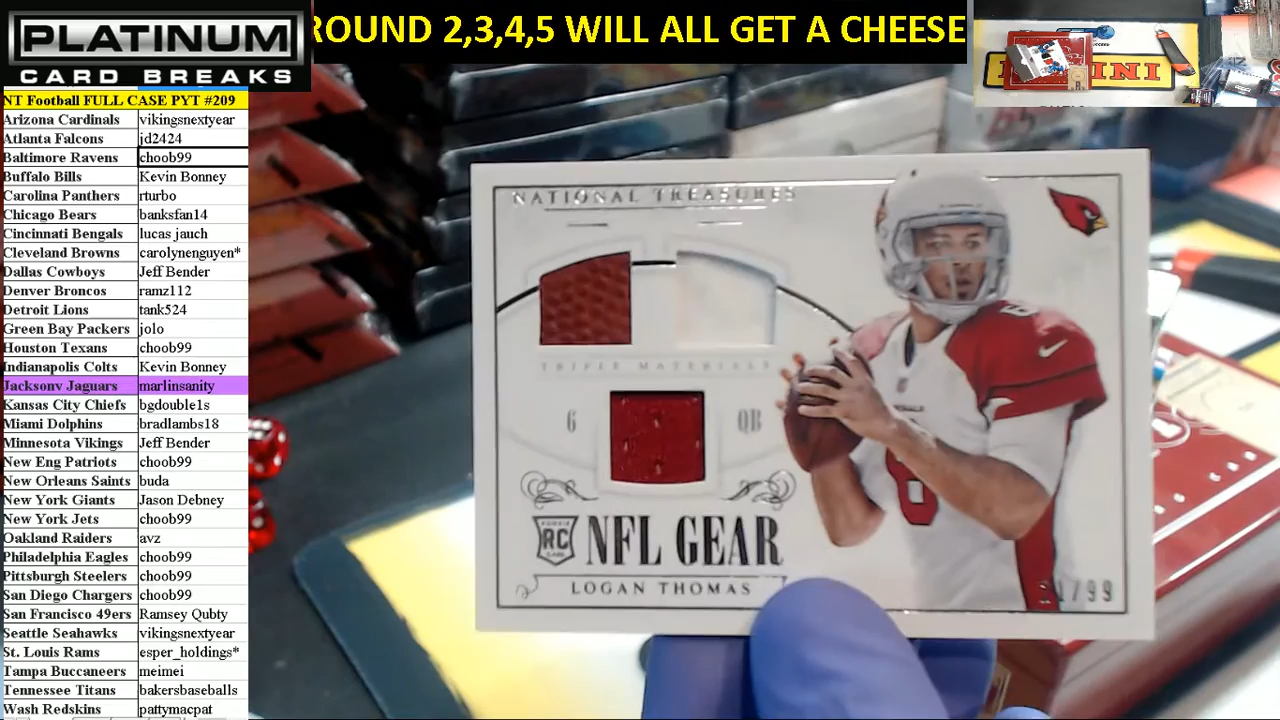 PLATINUM
CARD BREAKS
ROUND 2,3,4,5 WILL ALL GET A CHEESE
NT Football FULL CASE PYT #209
Arizona Cardinals vikingsnextyear
Atlanta Falcons jd2424
Baltimore Ravens choob99
Buffalo Bills Kevin Bonney
Carolina Panthers rturbo
Chicago Bears banksfan14
Cincinnati Bengals lucas jauch
Cleveland Browns carolynenguyen*
Dallas Cowboys Jeff Bender
Denver Broncos ramz112
Detroit Lions tank524
Green Bay Packers jolo
Houston Texans choob99
Indianapolis Colts Kevin Bonney
Jacksonv Jaguars marlinsanity
Kansas City Chiefs bgdouble1s
Miami Dolphins bradlambs18
Minnesota Vikings Jeff Bender
New Eng Patriots choob99
New Orleans Saints buda
New York Giants Jason Debney
New York Jets choob99
Oakland Raiders avz
Philadelphia Eagles choob99
Pittsburgh Steelers choob99
San Diego Chargers choob99
San Francisco 49ers Ramsey Qubty
Seattle Seahawks vikingsnextyear
St. Louis Rams esper_holdings*
Tampa Buccaneers meimei
Tennessee Titans bakersbaseballs
Wash Redskins pattymacpat
NATIONAL TREASURES
TRIPLE MATERIALS
6 QB
RC
NFL GEAR
LOGAN THOMAS
6
/99